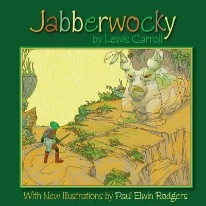 Jabberwocky
by Lewis Carroll
With New Illustrations by Paul Elwin Rodgers